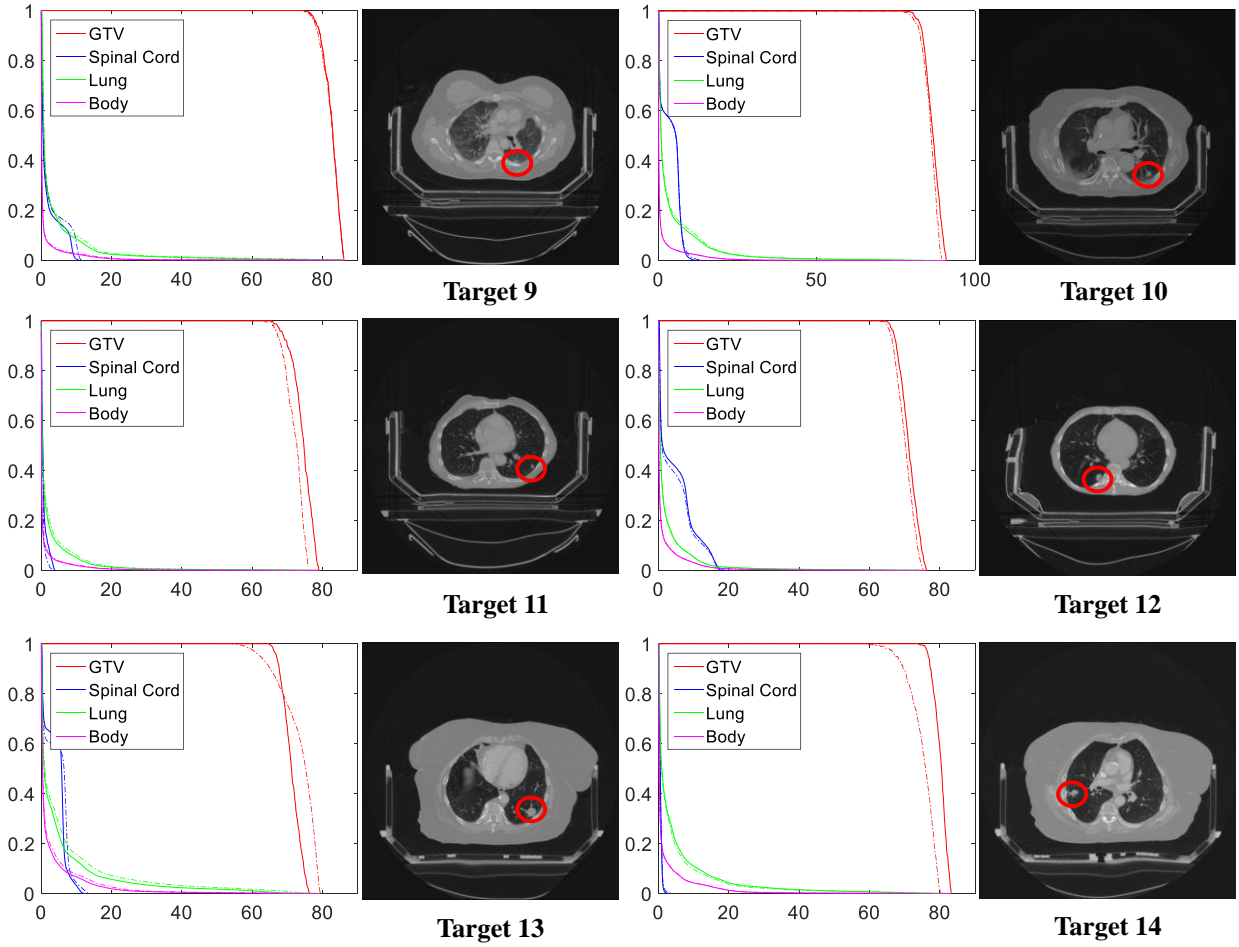 1
0.8
0.6
0.4
0.2
0
0 20 40 60 80
GTV
Spinal Cord
Lung
Body
Target 9
1
0.8
0.6
0.4
0.2
0
0 50 100
GTV
Spinal Cord
Lung
Body
Target 10
1
0.8
0.6
0.4
0.2
0
0 20 40 60 80
GTV
Spinal Cord
Lung
Body
Target 11
1
0.8
0.6
0.4
0.2
0
0 20 40 60 80
GTV
Spinal Cord
Lung
Body
Target 12
1
0.8
0.6
0.4
0.2
0
0 20 40 60 80
GTV
Spinal Cord
Lung
Body
Target 13
1
0.8
0.6
0.4
0.2
0
0 20 40 60 80
GTV
Spinal Cord
Lung
Body
Target 14